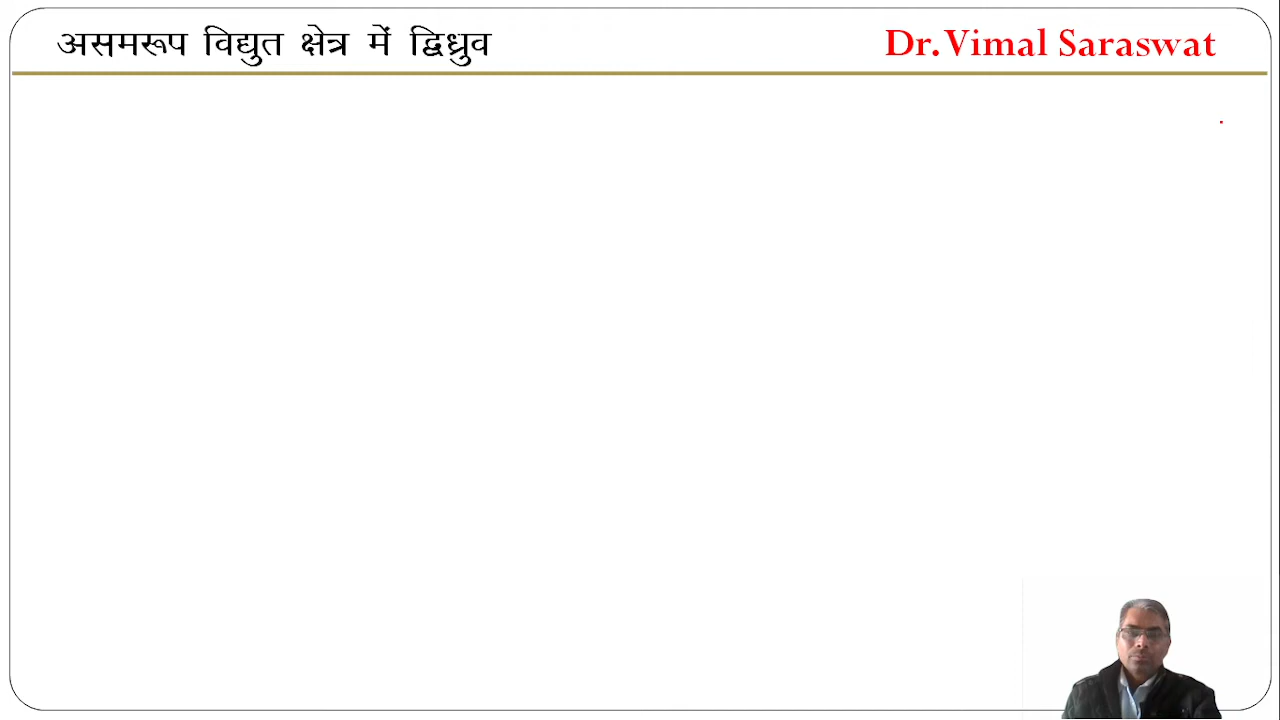 असमरूप विद्युत क्षेत्र में द्विध्रुव
Dr. Vimal Saraswat